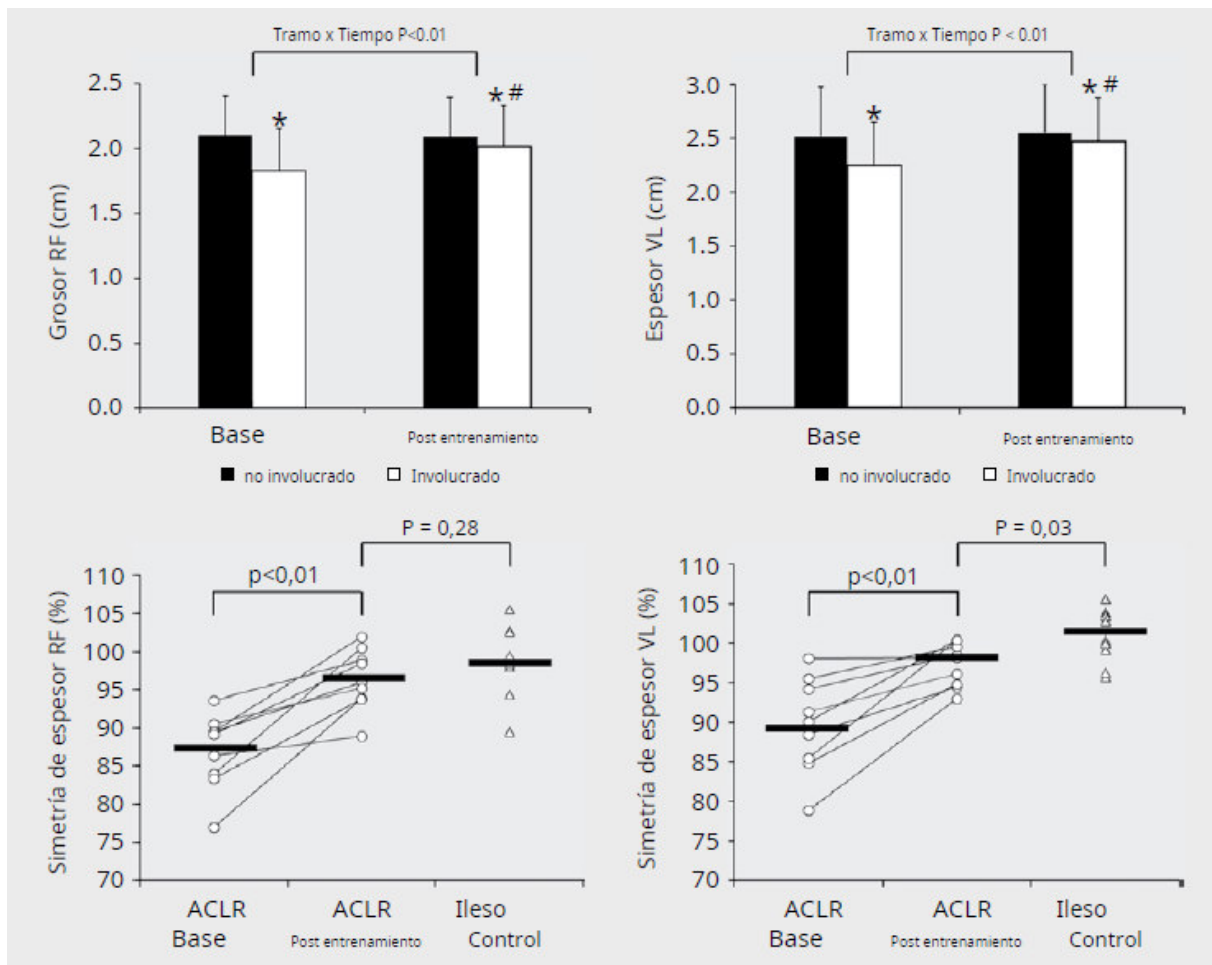 Tramo x Tiempo P<0.01
2.5
2.0
1.5
1.0
0.5
0.0
Grosor RF (cm)
*
* #
Base
Post entrenamiento
no involucrado
Involucrado
Tramo x Tiempo P < 0.01
3.0
2.5
2.0
1.5
1.0
0.5
0.0
Espesor VL (cm)
*
* #
Base
Post entrenamiento
no involucrado
Involucrado
P = 0,28
p<0,01
110
105
100
95
90
85
80
75
70
Simetría de espesor RF (%)
ACLR
Base
ACLR
Post entrenamiento
Ileso
Control
P = 0,03
p<0,01
110
105
100
95
90
85
80
75
70
Simetría de espesor VL (%)
ACLR
Base
ACLR
Post entrenamiento
Ileso
Control